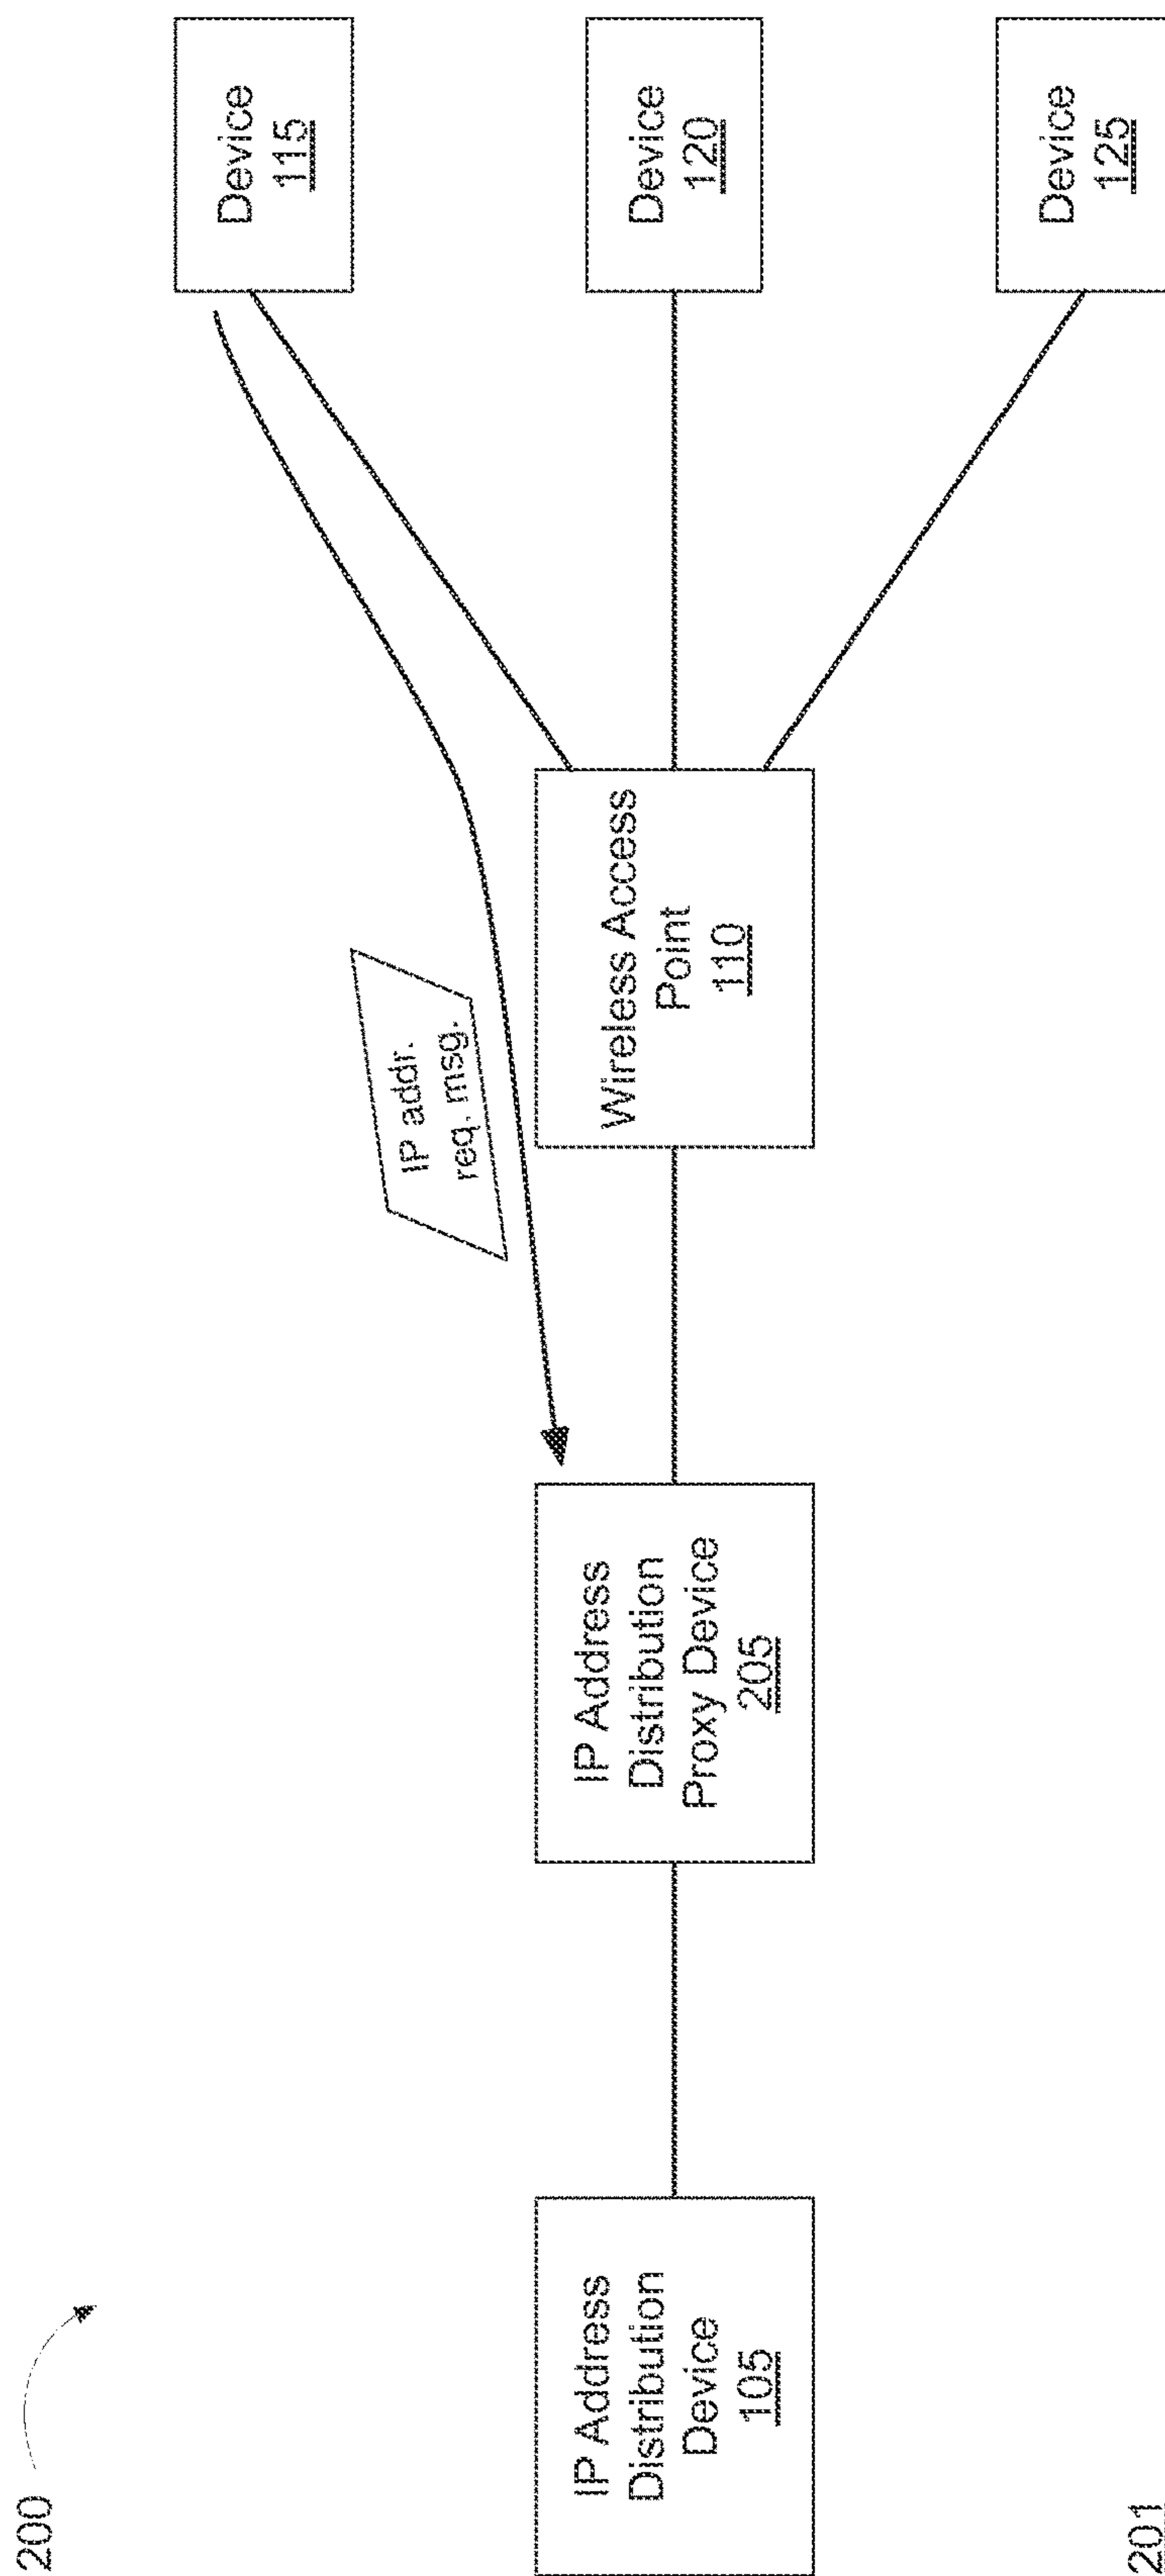 200
IP Address
Distribution
Device
105
IP Address
Distribution
Proxy Device
205
IP addr.
req. msg.
Wireless Access
Point
110
Device
115
Device
120
Device
125
201